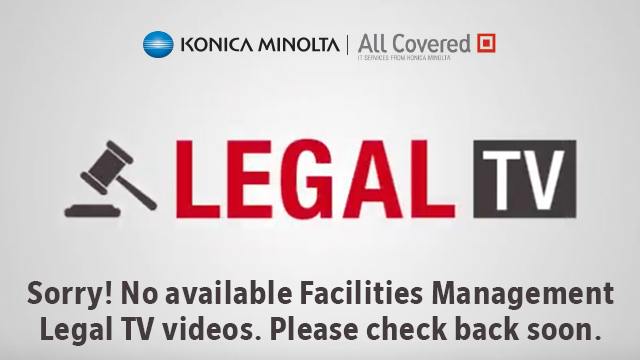 KONICA MINOLTA All Covered
IT SERVICES FROM KONICA MINOLTA
LEGAL TV
Sorry! No available Facilities Management
Legal TV videos. Please check back soon.